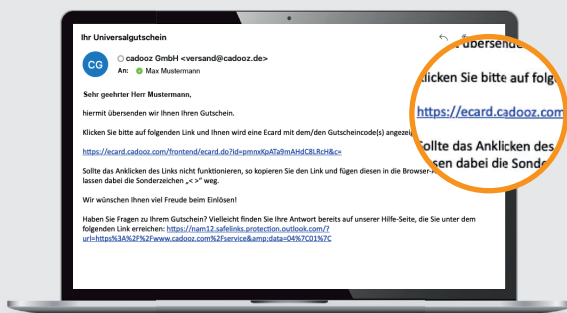 Ihr Universalgutschein
CG
cadooz GmbH <versand@cadooz.de>
An: Max Mustermann
Sehr geehrter Herr Mustermann,
hiermit übersenden wir Ihnen Ihren Gutschein.
Klicken Sie bitte auf folgenden Link und Ihnen wird eine Ecard mit dem/den Gutscheincode(s)
https://ecard.cadooz.com/frontend/ecard.do?id=pmnxKpATa9mAHdC8LRcH&c=
Sollte das Anklicken des Links nicht funktionieren, so kopieren Sie den Link und fügen diesen in die
lassen dabei die Sonderzeichen „< >“ weg.
Wir wünschen Ihnen viel Freude beim Einlösen!
Haben Sie Fragen zu Ihrem Gutschein? Vielleicht finden Sie Ihre Antwort bereits auf unserer Hilfe-Seite, die Sie unter dem
folgenden Link erreichen: https://nam12.safelinks.protection.outlook.com/?
url=https%3A%2F%2Fwww.cadooz.com%2Fservice&amp;data=04%7C01%7C
übersende
klicken Sie bitte auf folg
https://ecard.cadooz.com
Sollte das Anklicken des
ssen dabei die Sonde